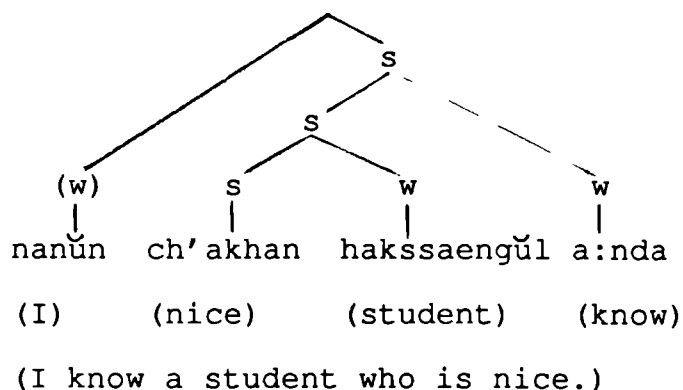 s
s
(w) s w w
nanŭn ch'akhan hakssaengŭl a:nda
(I) (nice) (student) (know)
(I know a student who is nice.)